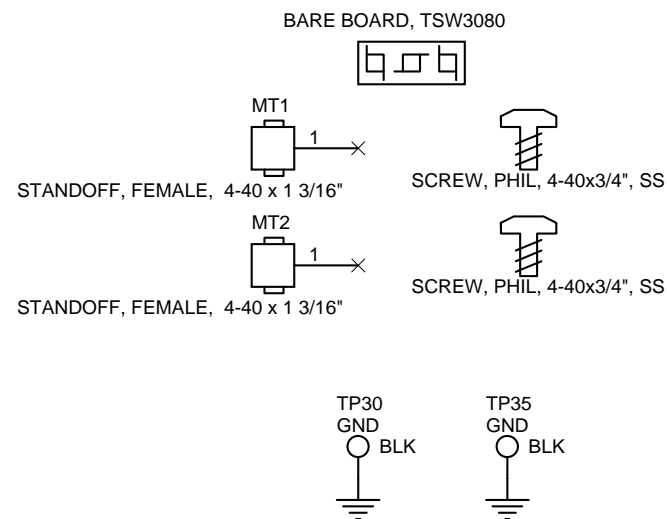 BARE BOARD, TSW3080
MT1
1
STANDOFF, FEMALE, 4-40 x 1 3/16"
SCREW, PHIL, 4-40x3/4", SS
MT2
1
STANDOFF, FEMALE, 4-40 x 1 3/16"
SCREW, PHIL, 4-40x3/4", SS
TP30
GND
BLK
TP35
GND
BLK